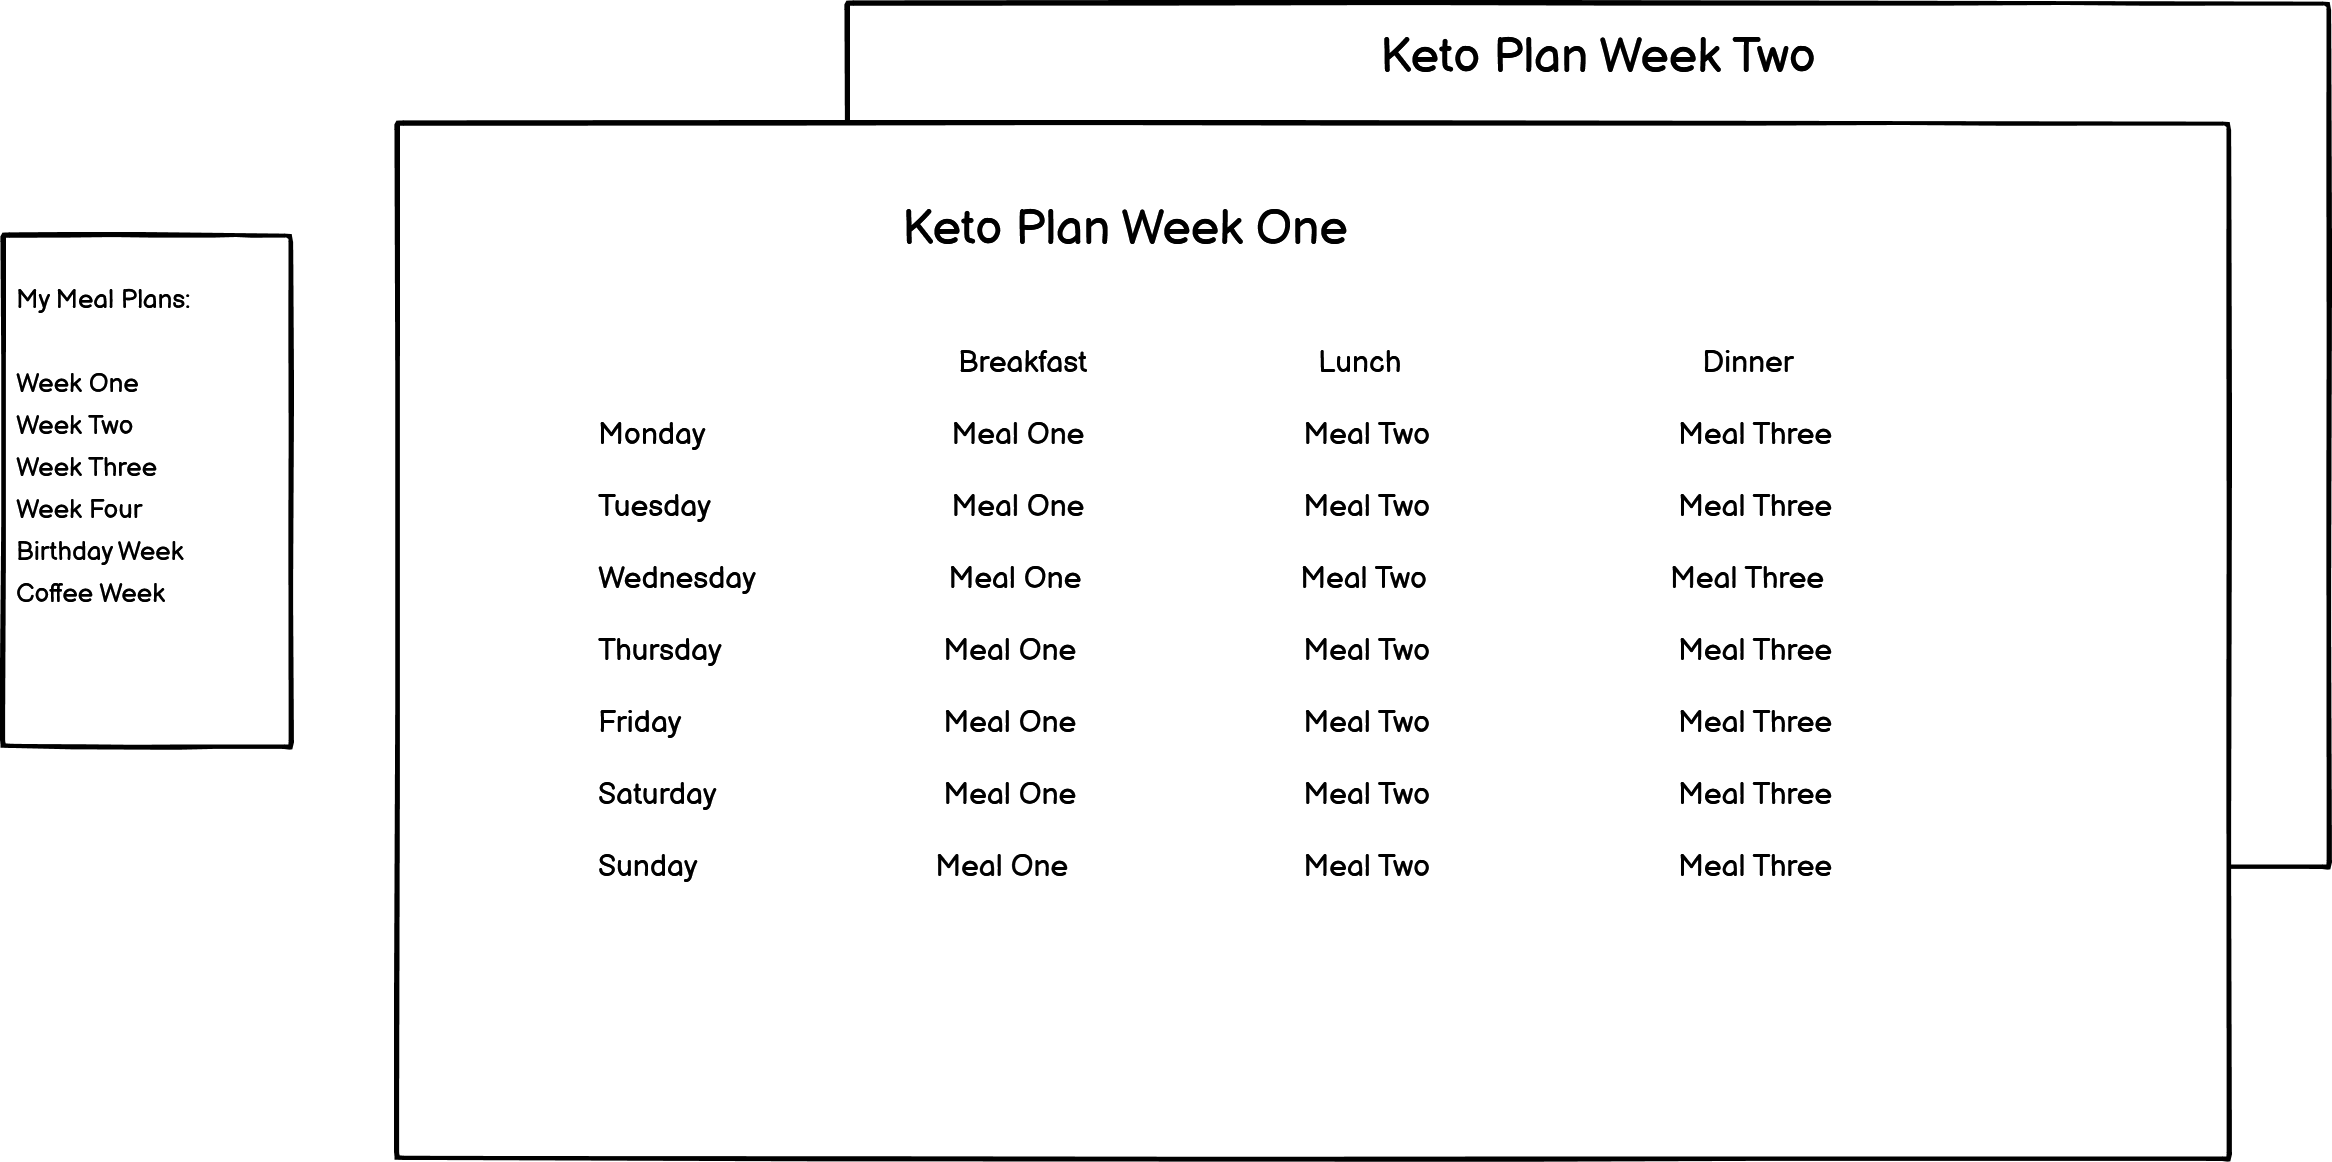 Keto Plan Week Two
Keto Plan Week One
My Meal Plans:
Week One
Week Two
Week Three
Week Four
Birthday Week
Coffee Week
Breakfast Lunch Dinner
Monday Meal One Meal Two Meal Three
Tuesday Meal One Meal Two Meal Three
Wednesday Meal One Meal Two Meal Three
Thursday Meal One Meal Two Meal Three
Friday Meal One Meal Two Meal Three
Saturday Meal One Meal Two Meal Three
Sunday Meal One Meal Two Meal Three